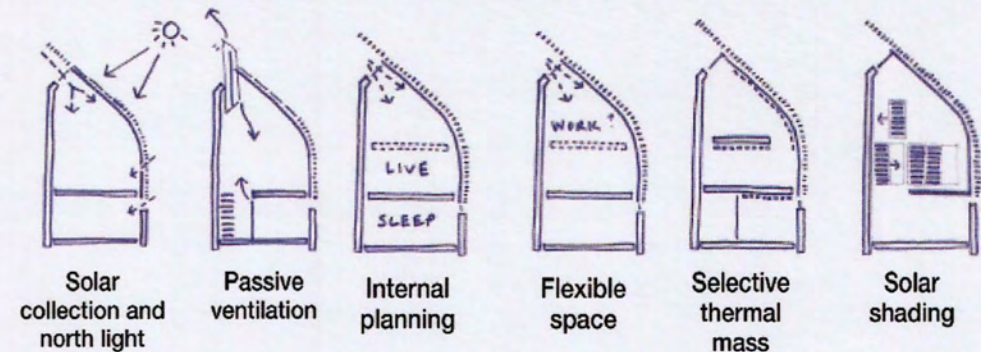 WORK?
LIVE
SLEEP
Solar
collection and
north light
Passive
ventilation
Internal
planning
Flexible
space
Selective
thermal
mass
Solar
shading